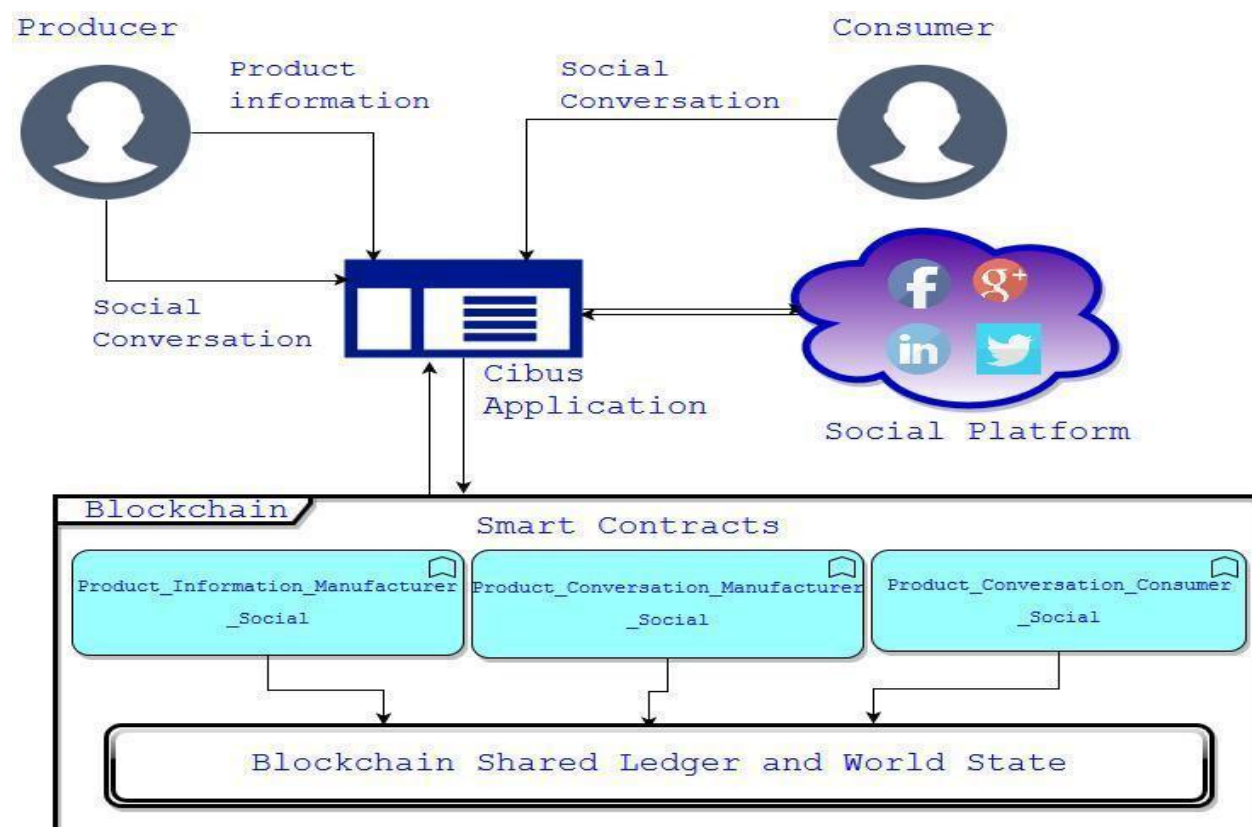 Producer
Consumer
Product
information
Social
Conversation
Social
Conversation
f
g+
in
Cibus
Application
Social Platform
Blockchain
Smart Contracts
Product_Information_Manufacturer
_Social
Product_Conversation_Manufacturer
_Social
Product_Conversation_Consumer
_Social
Blockchain Shared Ledger and World State